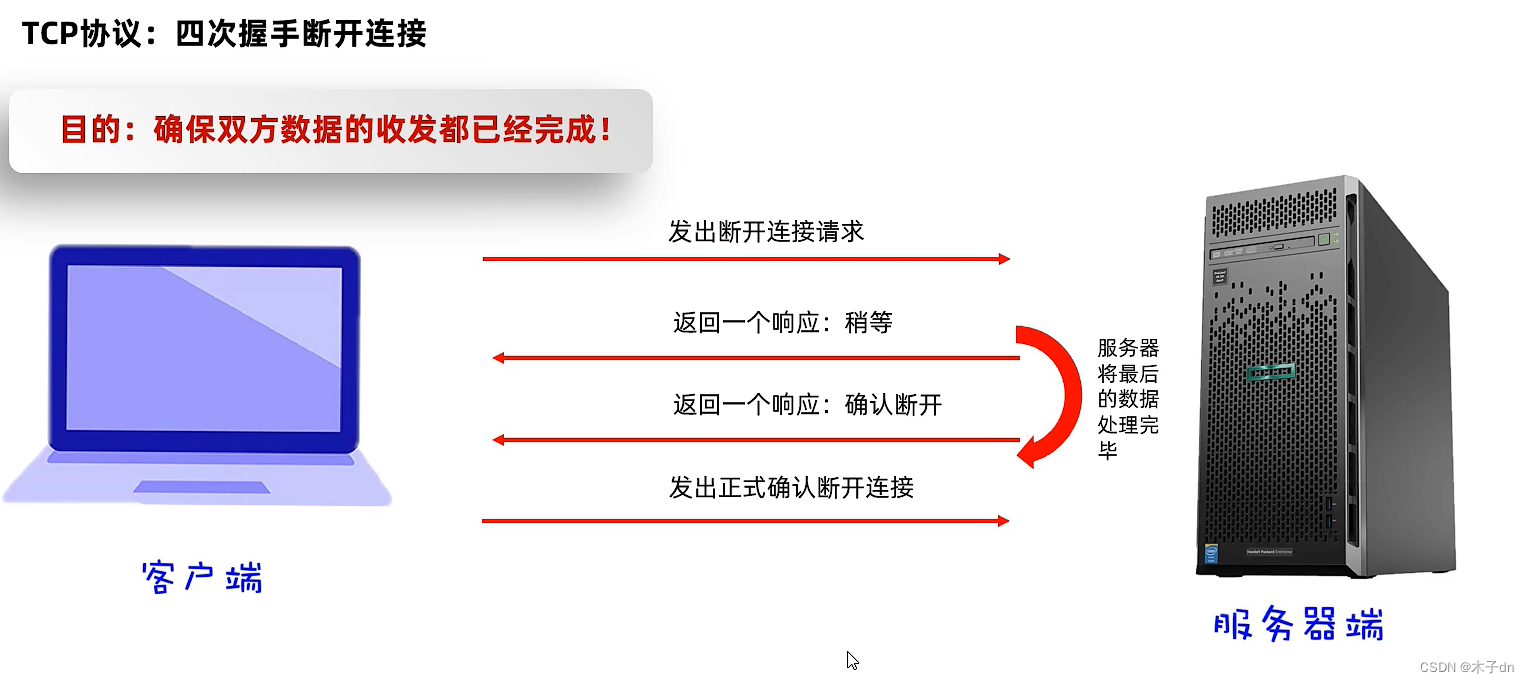 TCP协议：四次握手断开连接
目的：确保双方数据的收发都已经完成！
发出断开连接请求
返回一个响应：稍等
返回一个响应：确认断开
发出正式确认断开连接
服务器
将最后
的数据
处理完
毕
客户端
服务器端
Hewlett Packard Enterprise
CSDN @木子dn